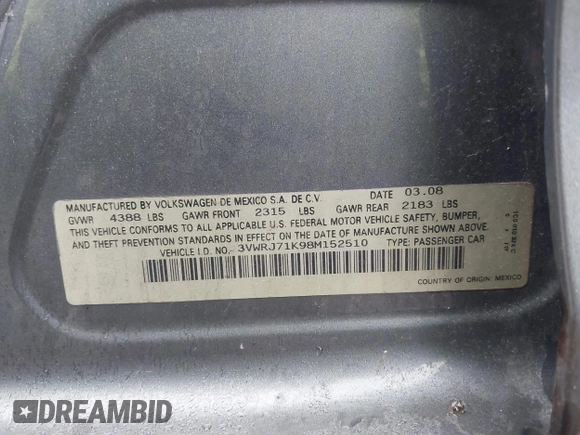 MANUFACTURED BY VOLKSWAGEN DE MEXICO S.A. DE C.V. DATE 03.08
GVWR 4388 LBS GAWR FRONT 2315 LBS GAWR REAR 2183 LBS
THIS VEHICLE CONFORMS TO ALL APPLICABLE U.S. FEDERAL MOTOR VEHICLE SAFETY, BUMPER,
AND THEFT PREVENTION STANDARDS IN EFFECT ON THE DATE OF MANUFACTURE SHOWN ABOVE.
VEHICLE I.D. NO.- 3VWRJ71K98M152510 TYPE: PASSENGER CAR
COUNTRY OF ORIGIN: MEXICO
DREAMBID